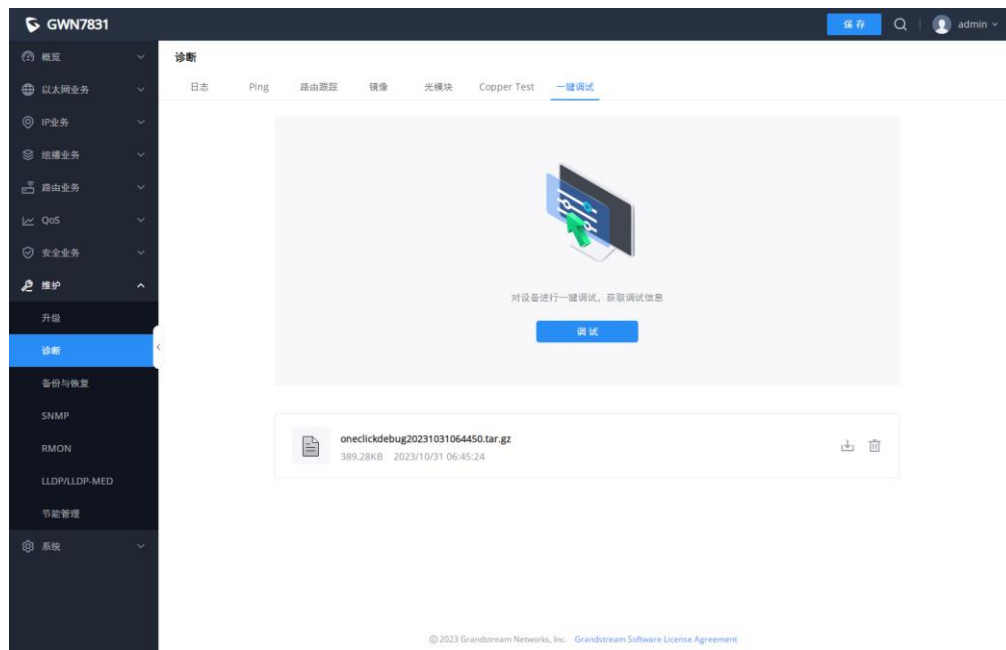 GWN7831
保存
admin
概览
以太网业务
IP业务
组播业务
路由业务
QoS
安全业务
维护
升级
诊断
备份与恢复
SNMP
RMON
LLDP/LLDP-MED
节能管理
系统
诊断
日志 Ping 路由跟踪 镜像 光模块 Copper Test 一键调试
对设备进行一键调试，获取调试信息
调试
oneclickdebug20231031064450.tar.gz
389.28KB 2023/10/31 06:45:24
© 2023 Grandstream Networks, Inc. Grandstream Software License Agreement